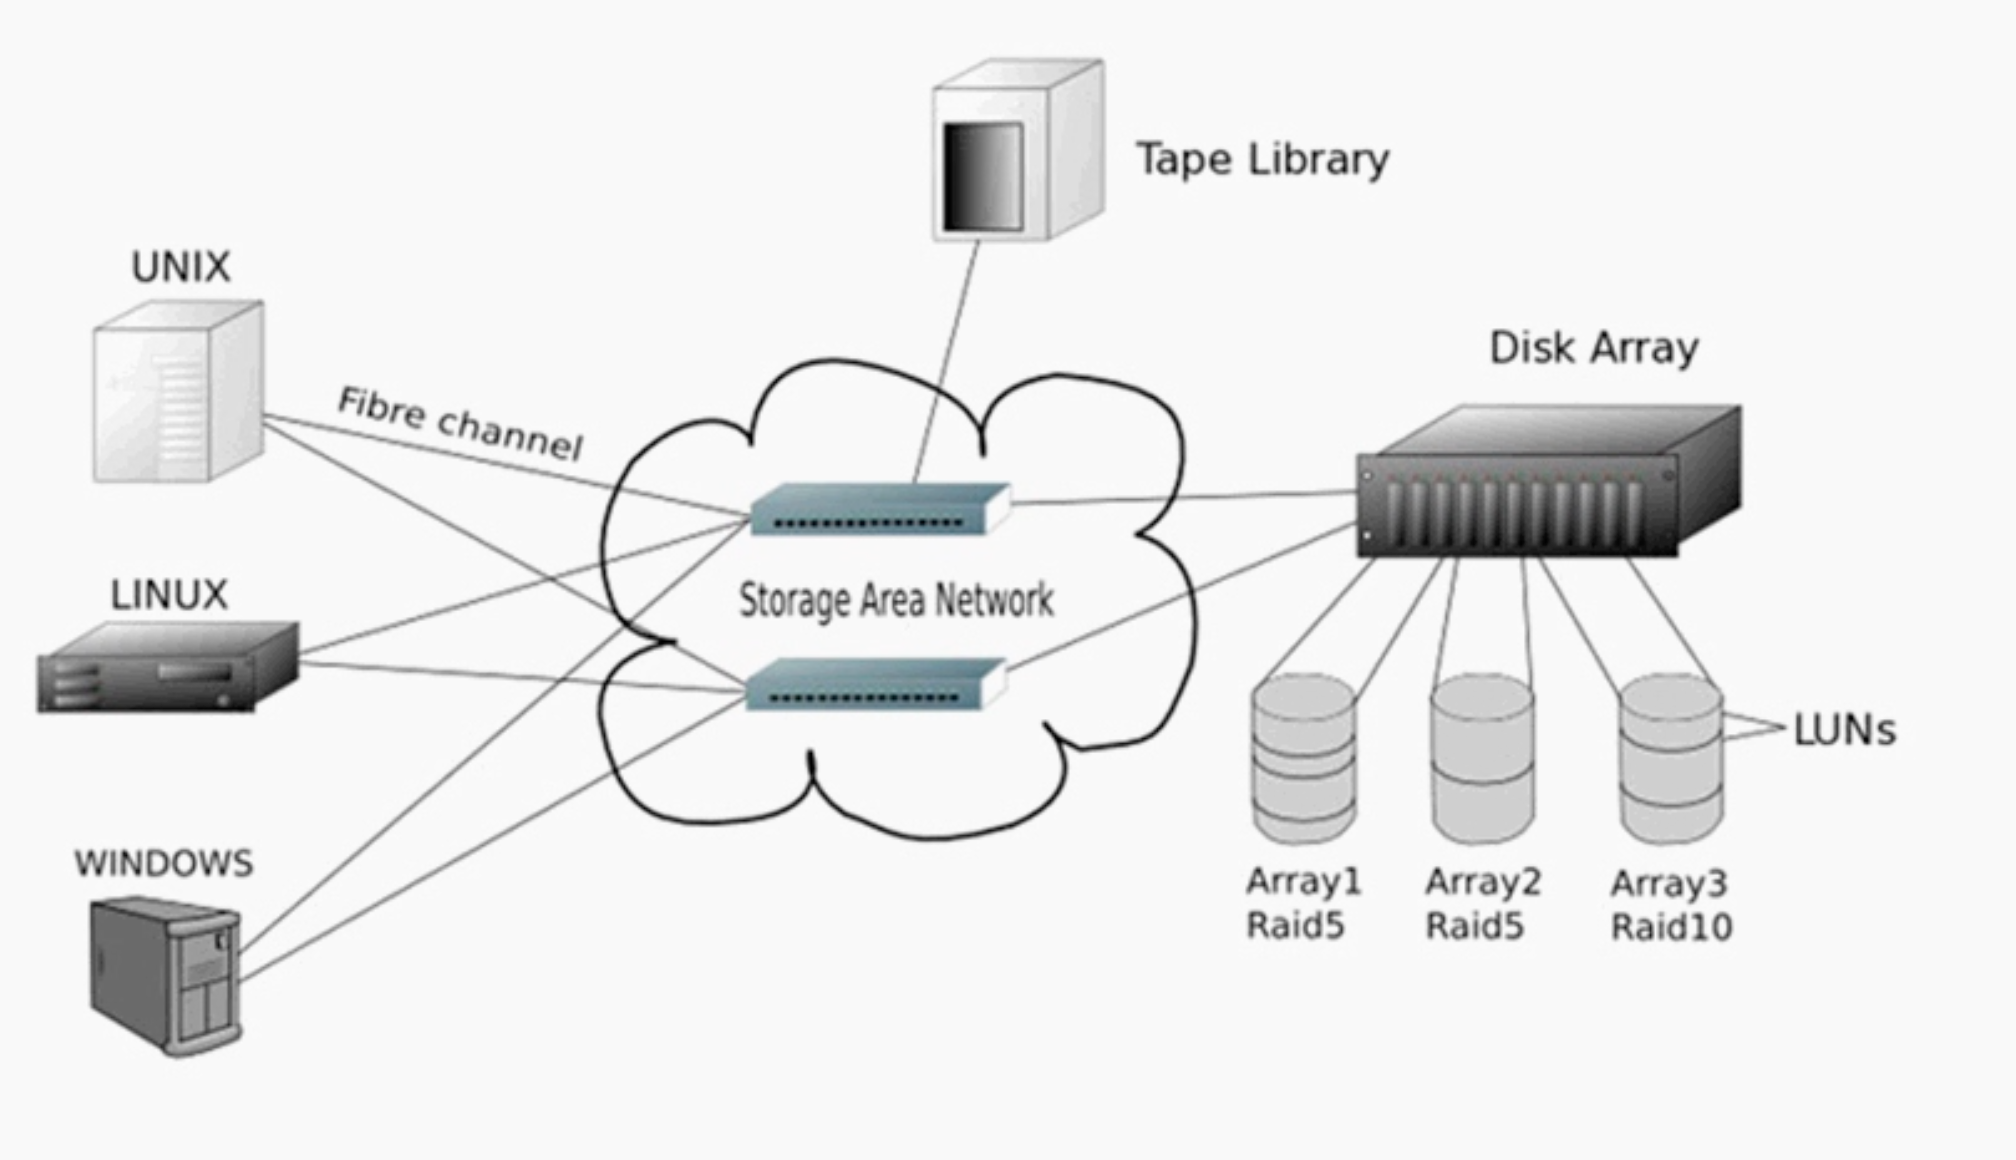 Tape Library
UNIX
Fibre channel
Disk Array
LINUX
Storage Area Network
LUNs
WINDOWS
Array1
Raid5
Array2
Raid5
Array3
Raid10